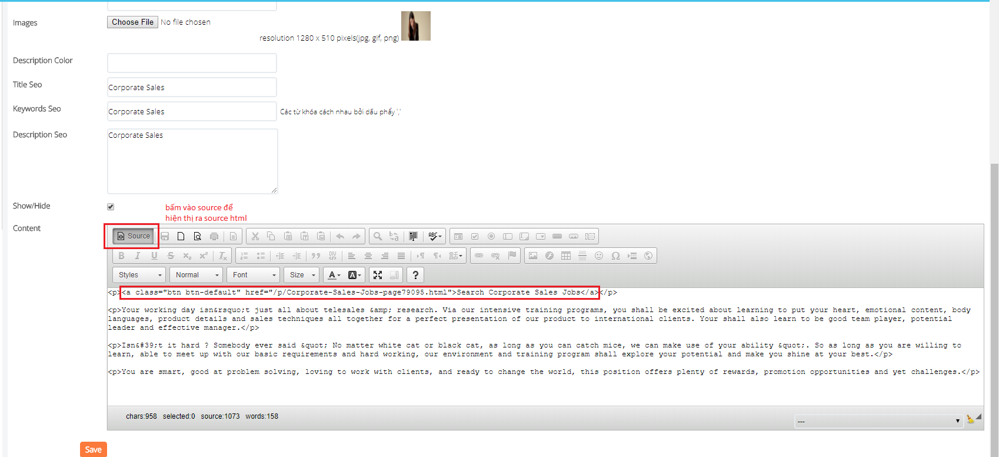 Images
Choose File No file chosen
resolution 1280 x 510 pixels(jpg, gif, png)
Description Color
Title Seo
Corporate Sales
Keywords Seo
Corporate Sales
Các từ khóa cách nhau bởi dấu phẩy ','
Description Seo
Corporate Sales
Show/Hide
bấm vào source để
hiện thị ra source html
Content
Source
ABC
B I U S x₂ x² Tx
DIV
話
Styles Normal Font Size A A ?
<p><a class="btn btn-default" href="/p/Corporate-Sales-Jobs-page79095.html">Search Corporate Sales Jobs</a></p>
<p>Your working day isn&rsquo;t just all about telesales &amp; research. Via our intensive training programs, you shall be excited about learning to put your heart, emotional content, body
languages, product details and sales techniques all together for a perfect presentation of our product to international clients. Your shall also learn to be good team player, potential
leader and effective manager.</p>
<p>Isn&#39;t it hard ? Somebody ever said &quot; No matter white cat or black cat, as long as you can catch mice, we can make use of your ability &quot;. So as long as you are willing to
learn, able to meet up with our basic requirements and hard working, our environment and training program shall explore your potential and make you shine at your best.</p>
<p>You are smart, good at problem solving, loving to work with clients, and ready to change the world, this position offers plenty of rewards, promotion opportunities and yet challenges.</p>
chars:958 selected:0 source:1073 words:158
---
Save